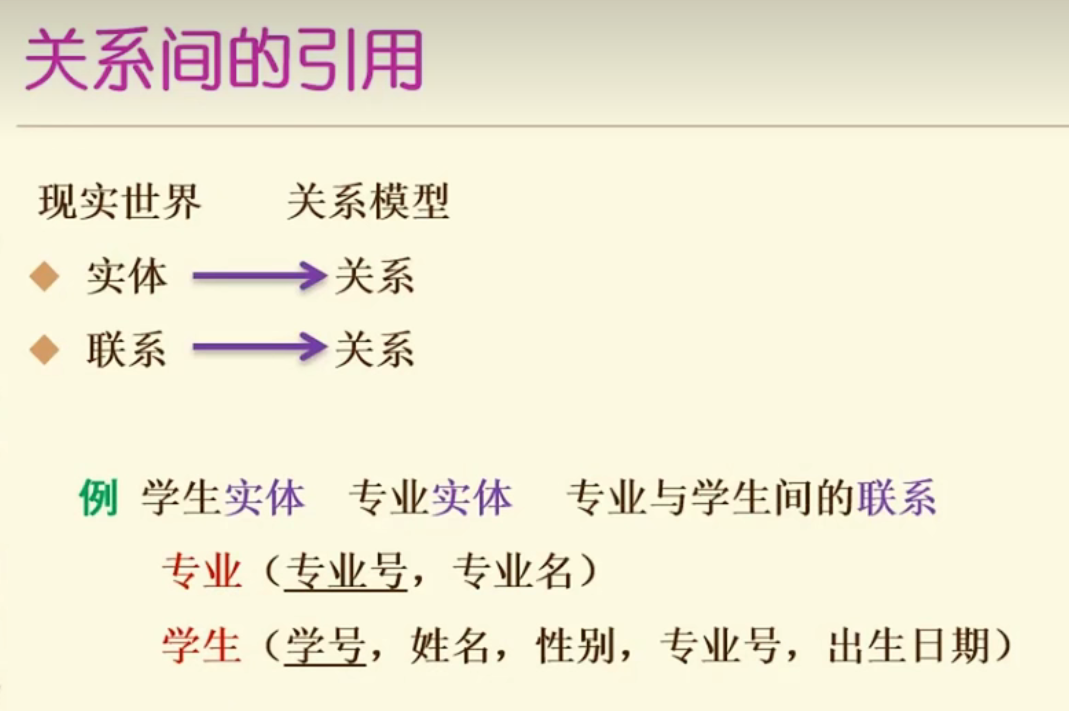 关系间的引用
现实世界 关系模型
实体 关系
联系 关系
例 学生实体 专业实体 专业与学生间的联系
专业（专业号，专业名）
学生（学号，姓名，性别，专业号，出生日期）